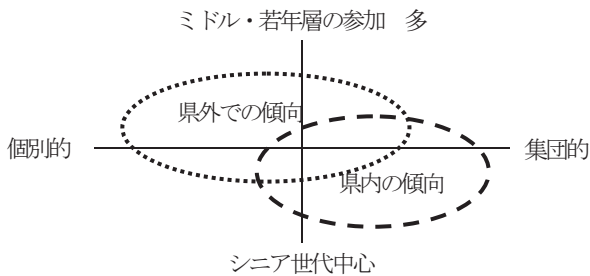 ミドル・若年層の参加　多
県外での傾向
個別的
集団的
県内の傾向
シニア世代中心